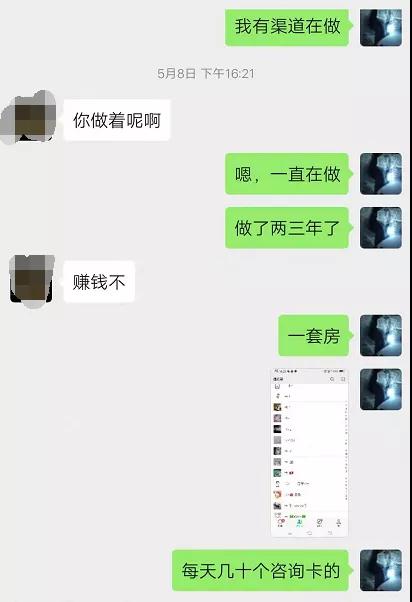 我有渠道在做
5月8日 下午16:21
你做着呢啊
嗯，一直在做
做了两三年了
赚钱不
一套房
每天几十个咨询卡的